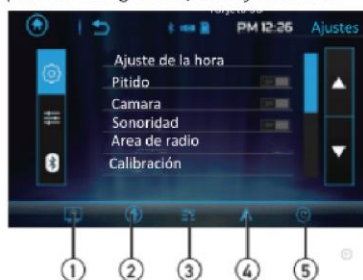 PM 12:26 Ajustes
Ajuste de la hora
Pitido
Camara
Sonoridad
Area de radio
Calibración
1 2 3 4 5